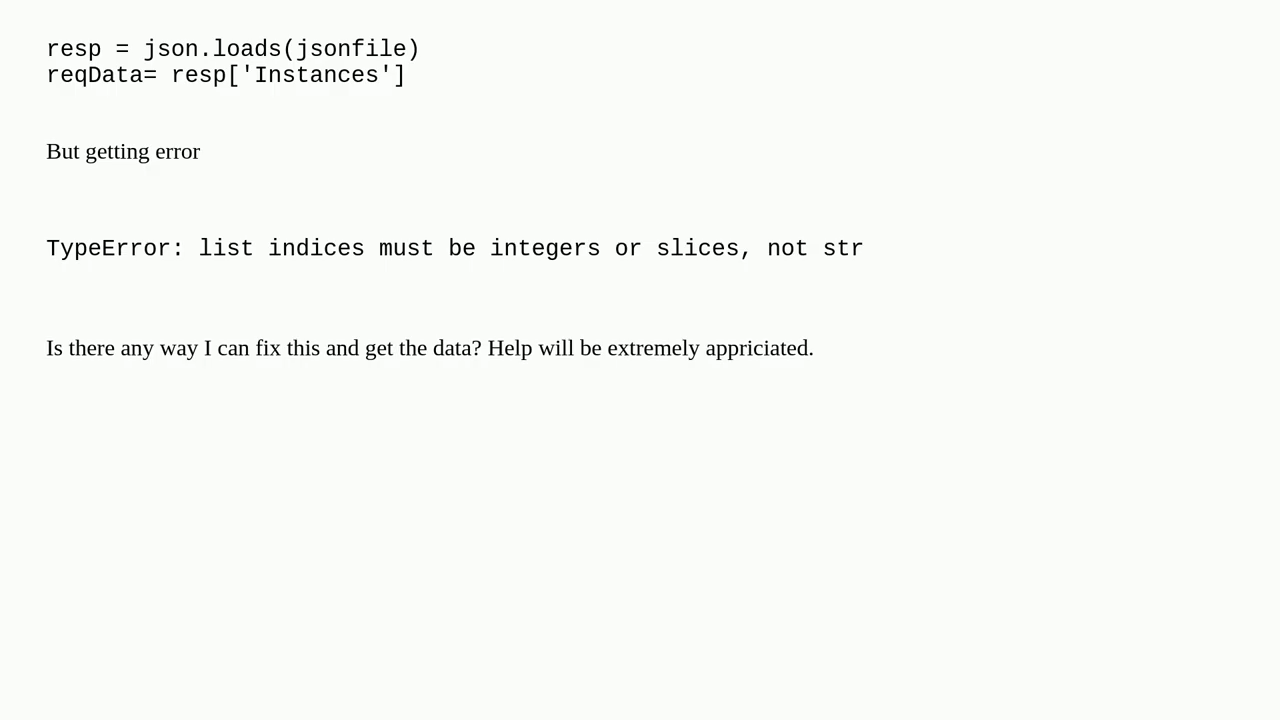 resp = json.loads(jsonfile)
reqData= resp['Instances']
But getting error
TypeError: list indices must be integers or slices, not str
Is there any way I can fix this and get the data? Help will be extremely appriciated.